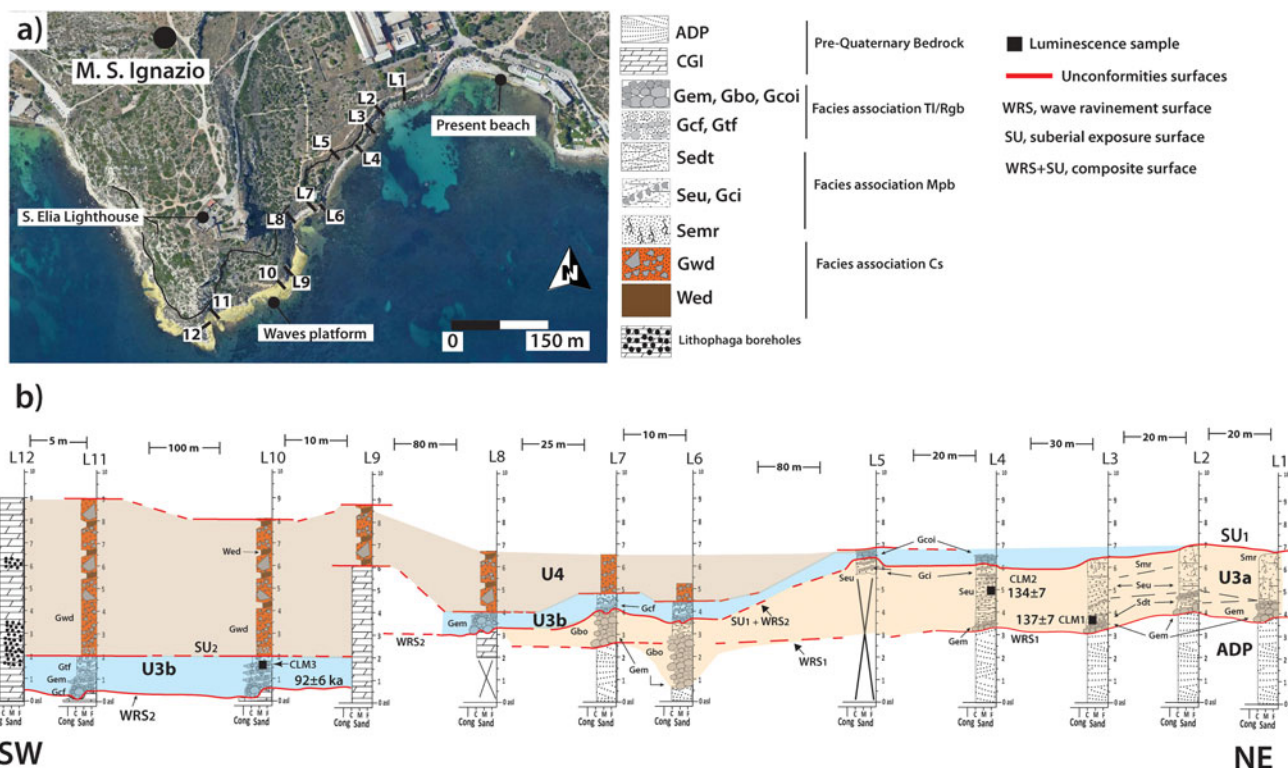 a)
M. S. Ignazio
L1
L2
L3
Present beach
L5
L4
L7
L6
S. Elia Lighthouse
L8
10
L9
11
12
Waves platform
N
0 150 m
ADP
CGI
Pre-Quaternary Bedrock
Gem, Gbo, Gcoi
Gcf, Gtf
Facies association Tl/Rgb
Sedt
Seu, Gci
Semr
Facies association Mpb
Gwd
Wed
Facies association Cs
Lithophaga boreholes
Luminescence sample
Unconformities surfaces
WRS, wave ravinement surface
SU, suberial exposure surface
WRS+SU, composite surface
b)
5 m
100 m
10 m
80 m
25 m
10 m
80 m
20 m
30 m
20 m
20 m
L12 L11 L10 L9 L8 L7 L6 L5 L4 L3 L2 L1
Wed
Gwd
Gwd
SU2
U3b
Gtf
Gem
Gcf
WRS2
CLM3
92±6 ka
WRS2
Gem
U4
U3b
Gcf
Gbo
Gem
Gbo
SU1 + WRS2
WRS1
Seu
Gcoi
Gci
Seu
CLM2
134±7
137±7 CLM1
Gem
WRS1
SU1
Smr
Smr
Seu
Sdt
U3a
Gem
Gem
ADP
0 asl
C M F
Cong Sand
SW
NE